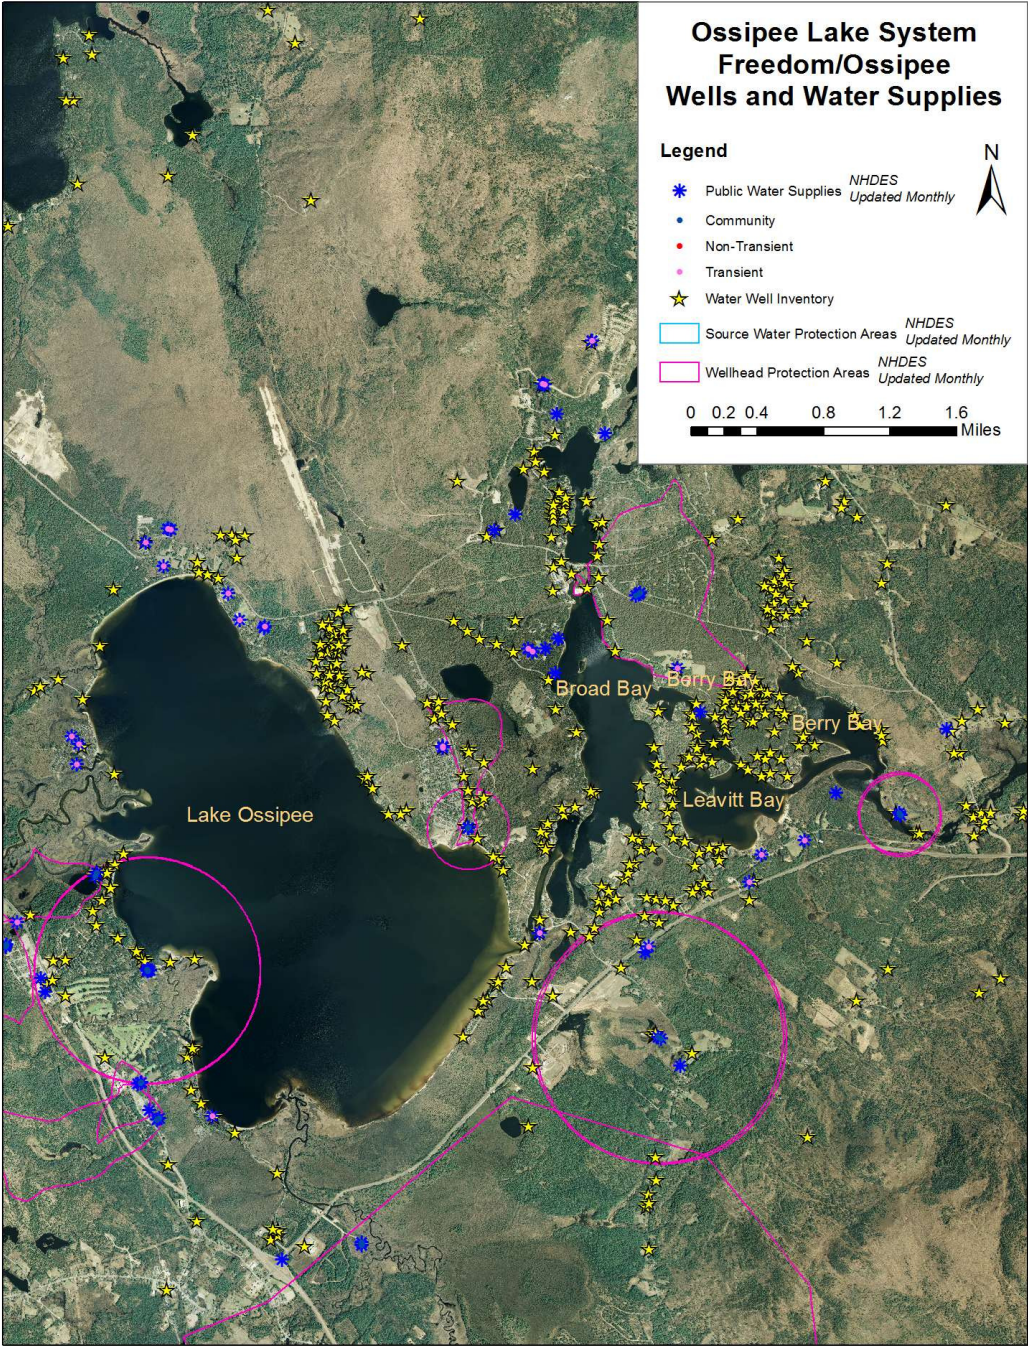 Ossipee Lake System
Freedom/Ossipee
Wells and Water Supplies
Legend
N
Public Water Supplies NHDES
Updated Monthly
Community
Non-Transient
Transient
Water Well Inventory
Source Water Protection Areas NHDES
Updated Monthly
Wellhead Protection Areas NHDES
Updated Monthly
0 0.2 0.4 0.8 1.2 1.6
Miles
Broad Bay
Berry Bay
Berry Bay
Leavitt Bay
Lake Ossipee